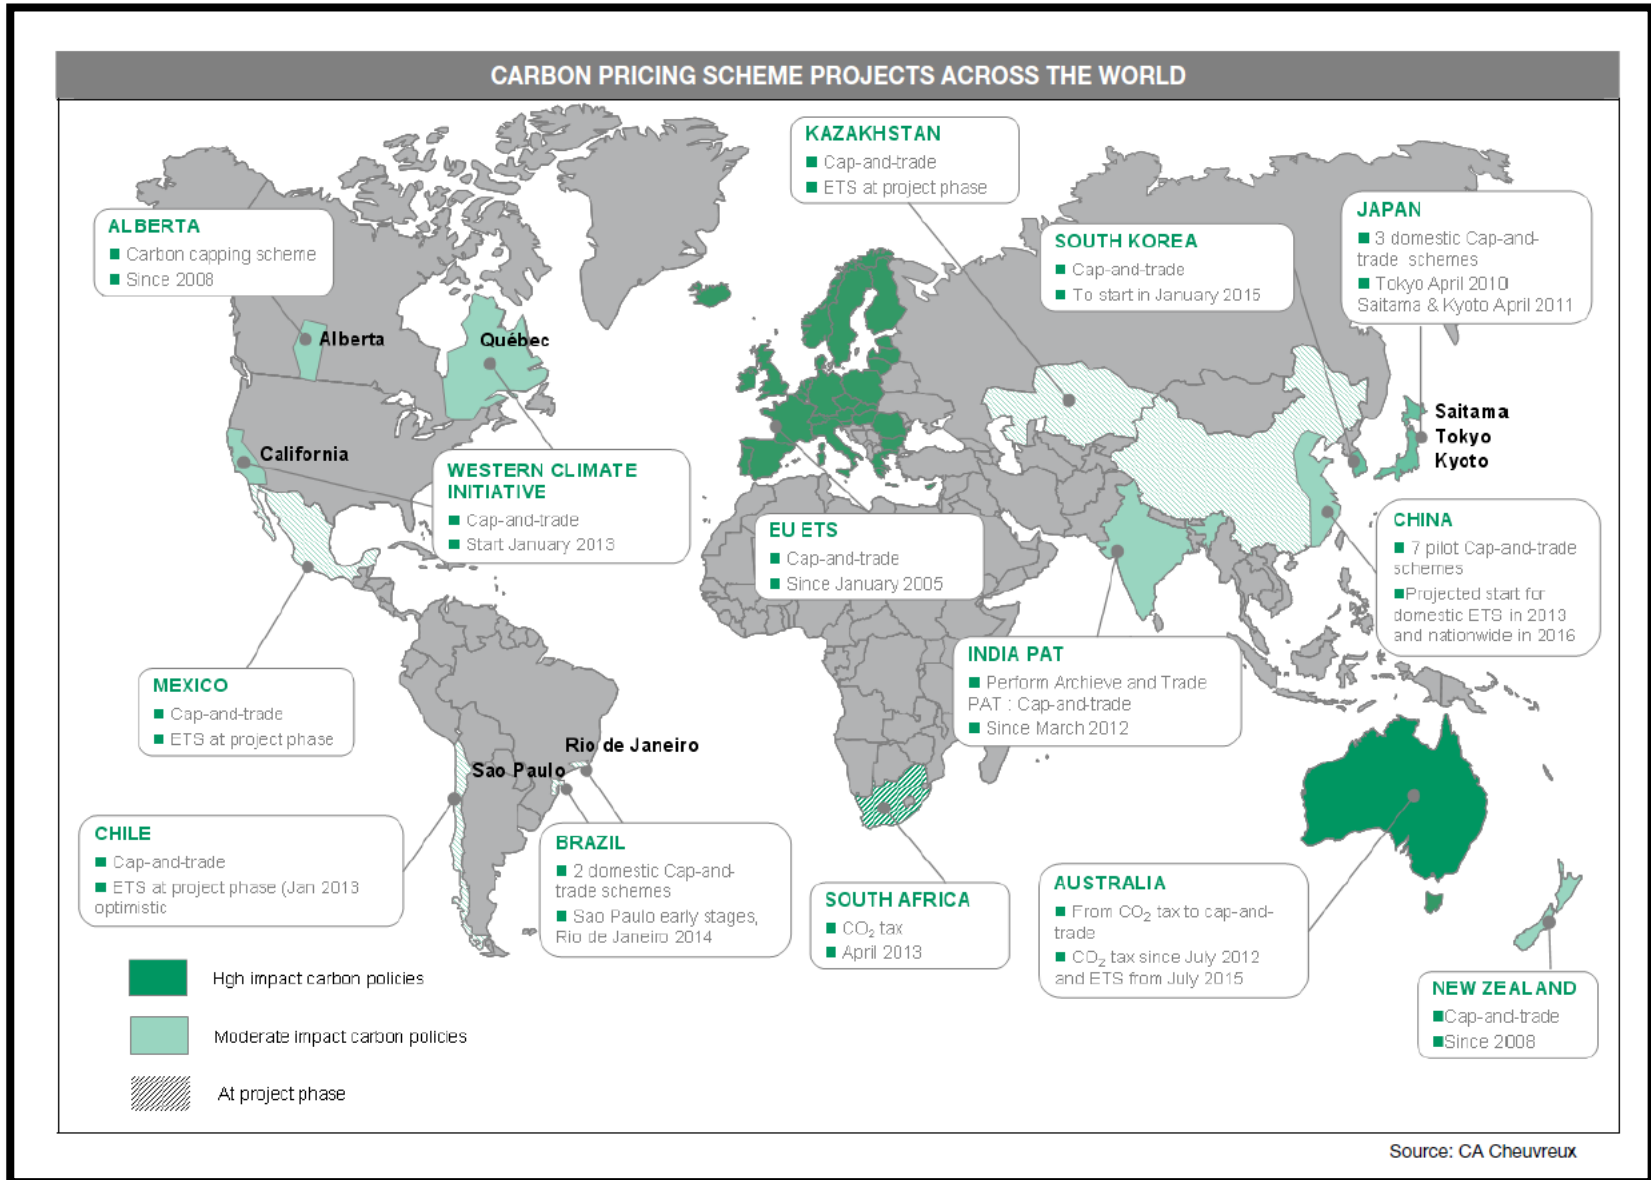 CARBON PRICING SCHEME PROJECTS ACROSS THE WORLD
KAZAKHSTAN
Cap-and-trade
ETS at project phase
ALBERTA
Carbon capping scheme
Since 2008
SOUTH KOREA
Cap-and-trade
To start in January 2015
JAPAN
3 domestic Cap-and-
trade schemes
Tokyo April 2010
Saitama & Kyoto April 2011
Alberta
Québec
California
Saitama
Tokyo
Kyoto
WESTERN CLIMATE
INITIATIVE
Cap-and-trade
Start January 2013
EU ETS
Cap-and-trade
Since January 2005
CHINA
7 pilot Cap-and-trade
schemes
Projected start for
domestic ETS in 2013
and nationwide in 2016
INDIA PAT
Perform Archieve and Trade
PAT : Cap-and-trade
Since March 2012
MEXICO
Cap-and-trade
ETS at project phase
Rio de Janeiro
Sao Paulo
CHILE
Cap-and-trade
ETS at project phase (Jan 2013
optimistic
BRAZIL
2 domestic Cap-and-
trade schemes
Sao Paulo early stages,
Rio de Janeiro 2014
SOUTH AFRICA
CO₂ tax
April 2013
AUSTRALIA
From CO₂ tax to cap-and-
trade
CO₂ tax since July 2012
and ETS from July 2015
NEW ZEALAND
Cap-and-trade
Since 2008
Hgh impact carbon policies
Moderate impact carbon policies
At project phase
Source: CA Cheuvreux